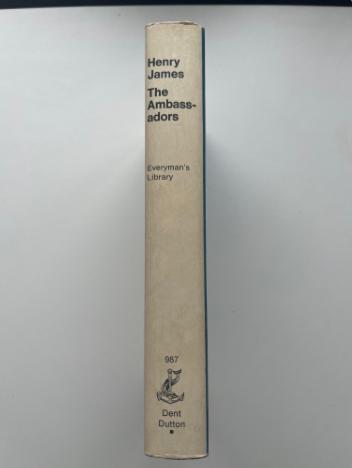 Henry
James
The
Ambass-
adors
Everyman's
Library
987
Dent
Dutton